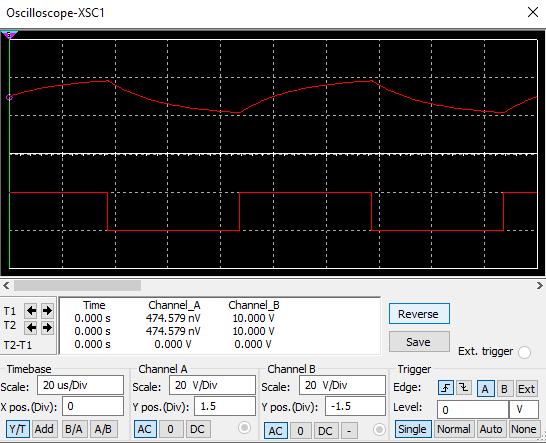 Oscilloscope-XSC1
T1
T2
T2-T1
Time Channel_A Channel_B
0.000 s 474.579 nV 10.000 V
0.000 s 474.579 nV 10.000 V
0.000 s 0.000 V 0.000 V
Reverse
Save
Ext. trigger
Timebase
Scale: 20 us/Div
X pos.(Div): 0
Y/T Add B/A A/B
Channel A
Scale: 20 V/Div
Y pos.(Div): 1.5
AC 0 DC
Channel B
Scale: 20 V/Div
Y pos.(Div): -1.5
AC 0 DC -
Trigger
Edge: A B Ext
Level: 0 V
Single Normal Auto None